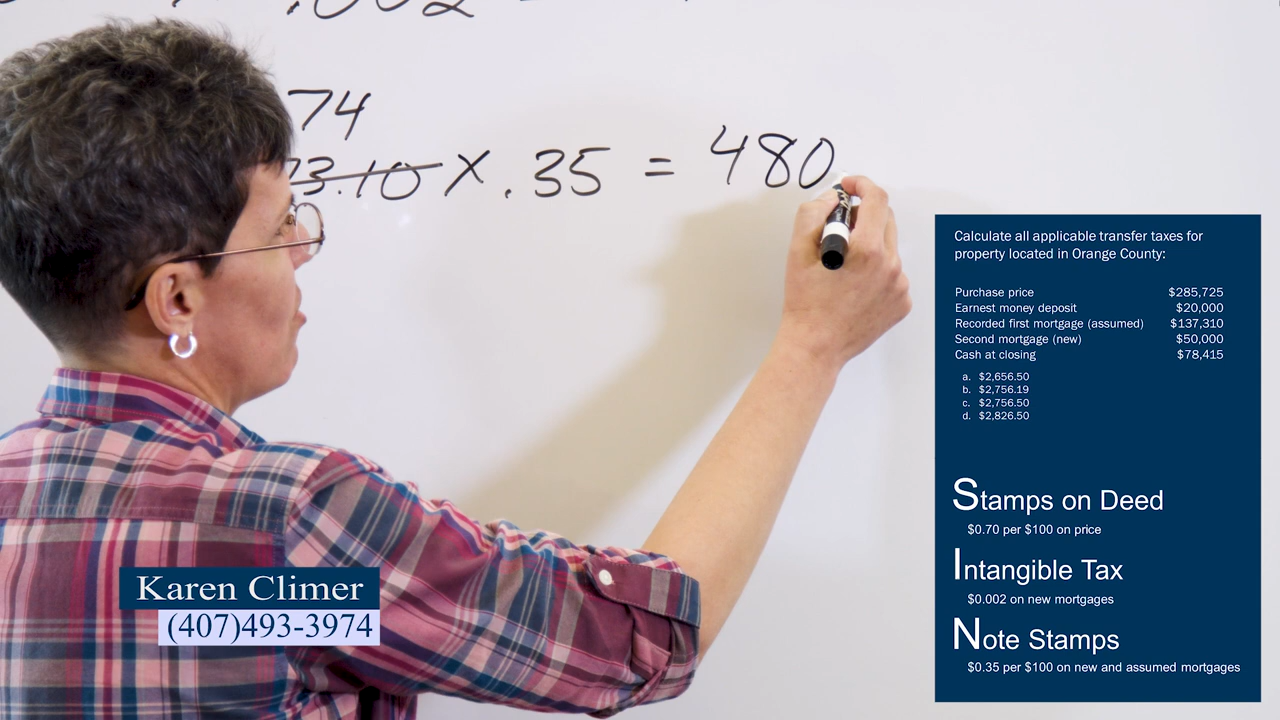 .002
74
73.10 X .35 = 480
Calculate all applicable transfer taxes for
property located in Orange County:
Purchase price $285,725
Earnest money deposit $20,000
Recorded first mortgage (assumed) $137,310
Second mortgage (new) $50,000
Cash at closing $78,415
a. $2,656.50
b. $2,756.19
c. $2,756.50
d. $2,826.50
Stamps on Deed
$0.70 per $100 on price
Intangible Tax
$0.002 on new mortgages
Note Stamps
$0.35 per $100 on new and assumed mortgages
Karen Climer
(407)493-3974